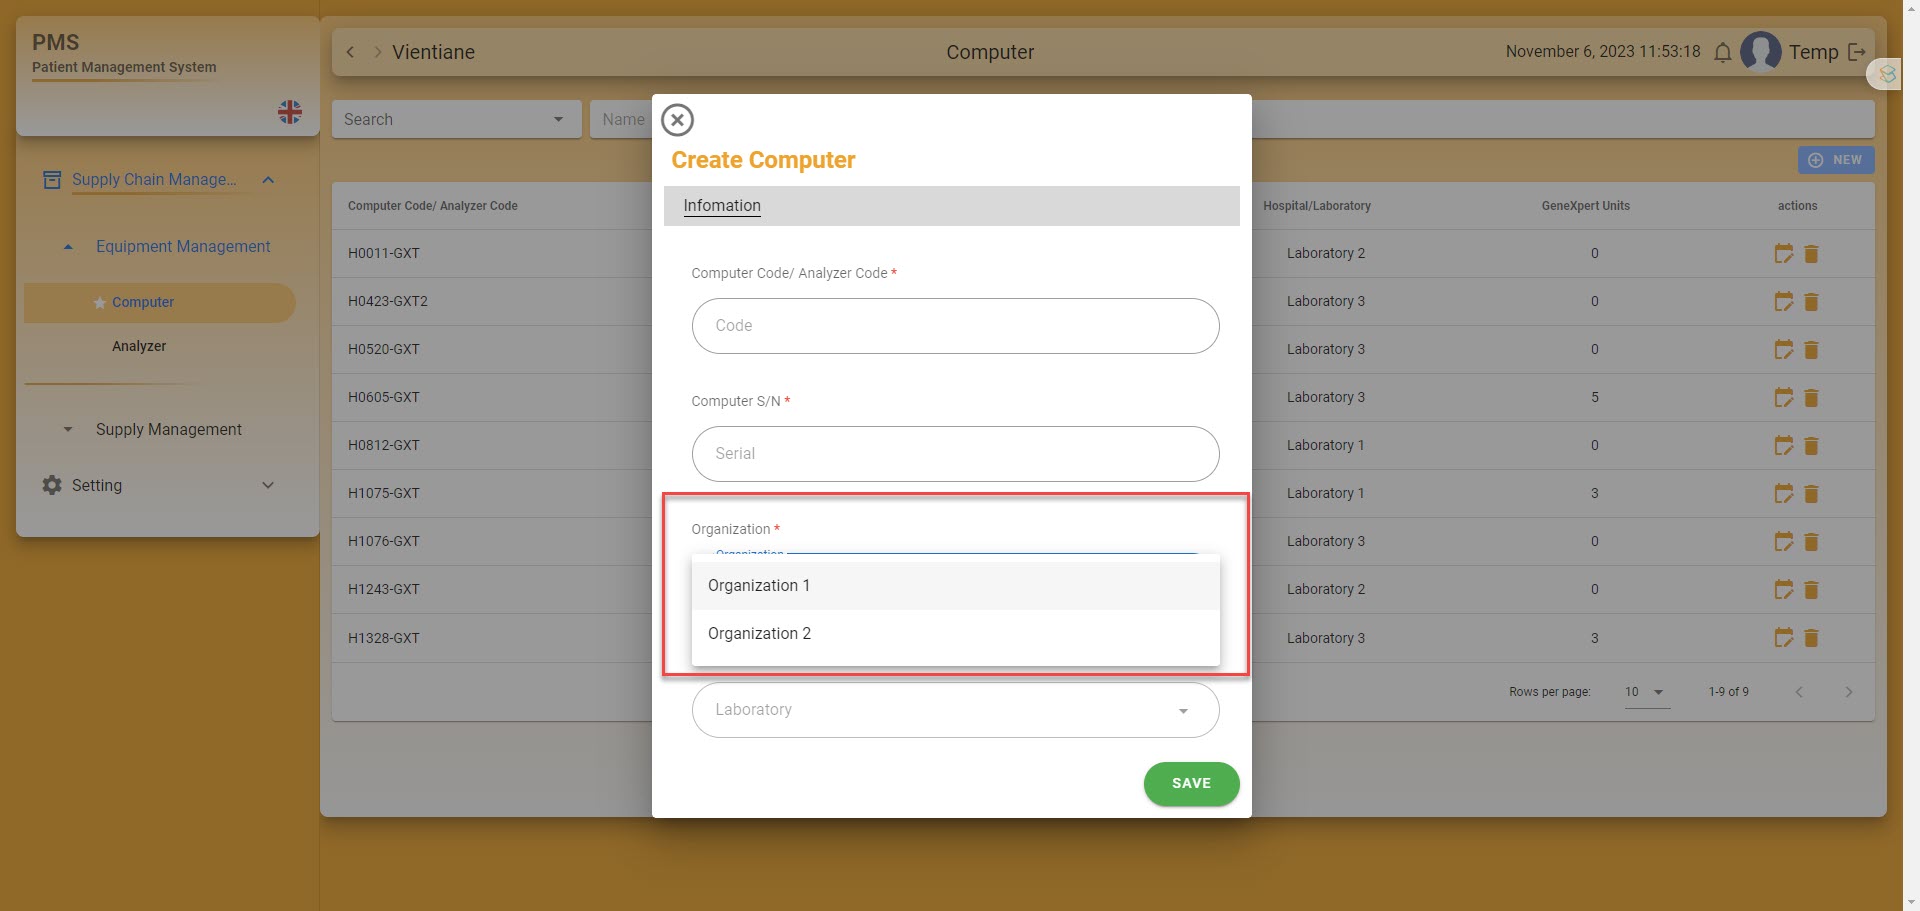 PMS
Patient Management System
Supply Chain Manage...
Equipment Management
Computer
Analyzer
Supply Management
Setting
Vientiane
Computer
November 6, 2023 11:53:18
Temp
Search
Name
NEW
Computer Code/ Analyzer Code
Hospital/Laboratory
GeneXpert Units
actions
H0011-GXT
Laboratory 2
0
H0423-GXT2
Laboratory 3
0
H0520-GXT
Laboratory 3
0
H0605-GXT
Laboratory 3
5
H0812-GXT
Laboratory 1
0
H1075-GXT
Laboratory 1
3
H1076-GXT
Laboratory 3
0
H1243-GXT
Laboratory 2
0
H1328-GXT
Laboratory 3
3
Rows per page:
10
1-9 of 9
Create Computer
Infomation
Computer Code/ Analyzer Code *
Code
Computer S/N *
Serial
Organization *
Organization
Organization 1
Organization 2
Laboratory
SAVE